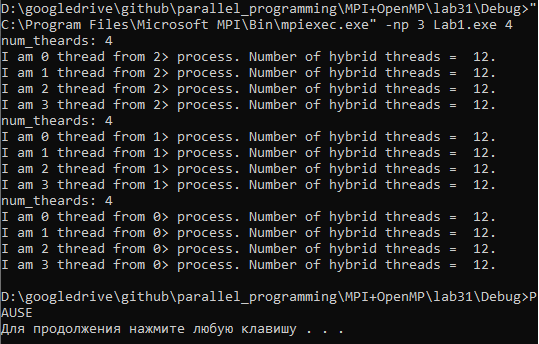 D:\googledrive\github\parallel_programming\MPI+OpenMP\lab31\Debug>"
C:\Program Files\Microsoft MPI\Bin\mpiexec.exe" -np 3 Lab1.exe 4
num_theards: 4
I am 0 thread from 2> process. Number of hybrid threads =  12.
I am 1 thread from 2> process. Number of hybrid threads =  12.
I am 2 thread from 2> process. Number of hybrid threads =  12.
I am 3 thread from 2> process. Number of hybrid threads =  12.
num_theards: 4
I am 0 thread from 1> process. Number of hybrid threads =  12.
I am 1 thread from 1> process. Number of hybrid threads =  12.
I am 2 thread from 1> process. Number of hybrid threads =  12.
I am 3 thread from 1> process. Number of hybrid threads =  12.
num_theards: 4
I am 0 thread from 0> process. Number of hybrid threads =  12.
I am 1 thread from 0> process. Number of hybrid threads =  12.
I am 2 thread from 0> process. Number of hybrid threads =  12.
I am 3 thread from 0> process. Number of hybrid threads =  12.
D:\googledrive\github\parallel_programming\MPI+OpenMP\lab31\Debug>P
AUSE
Для продолжения нажмите любую клавишу . . .